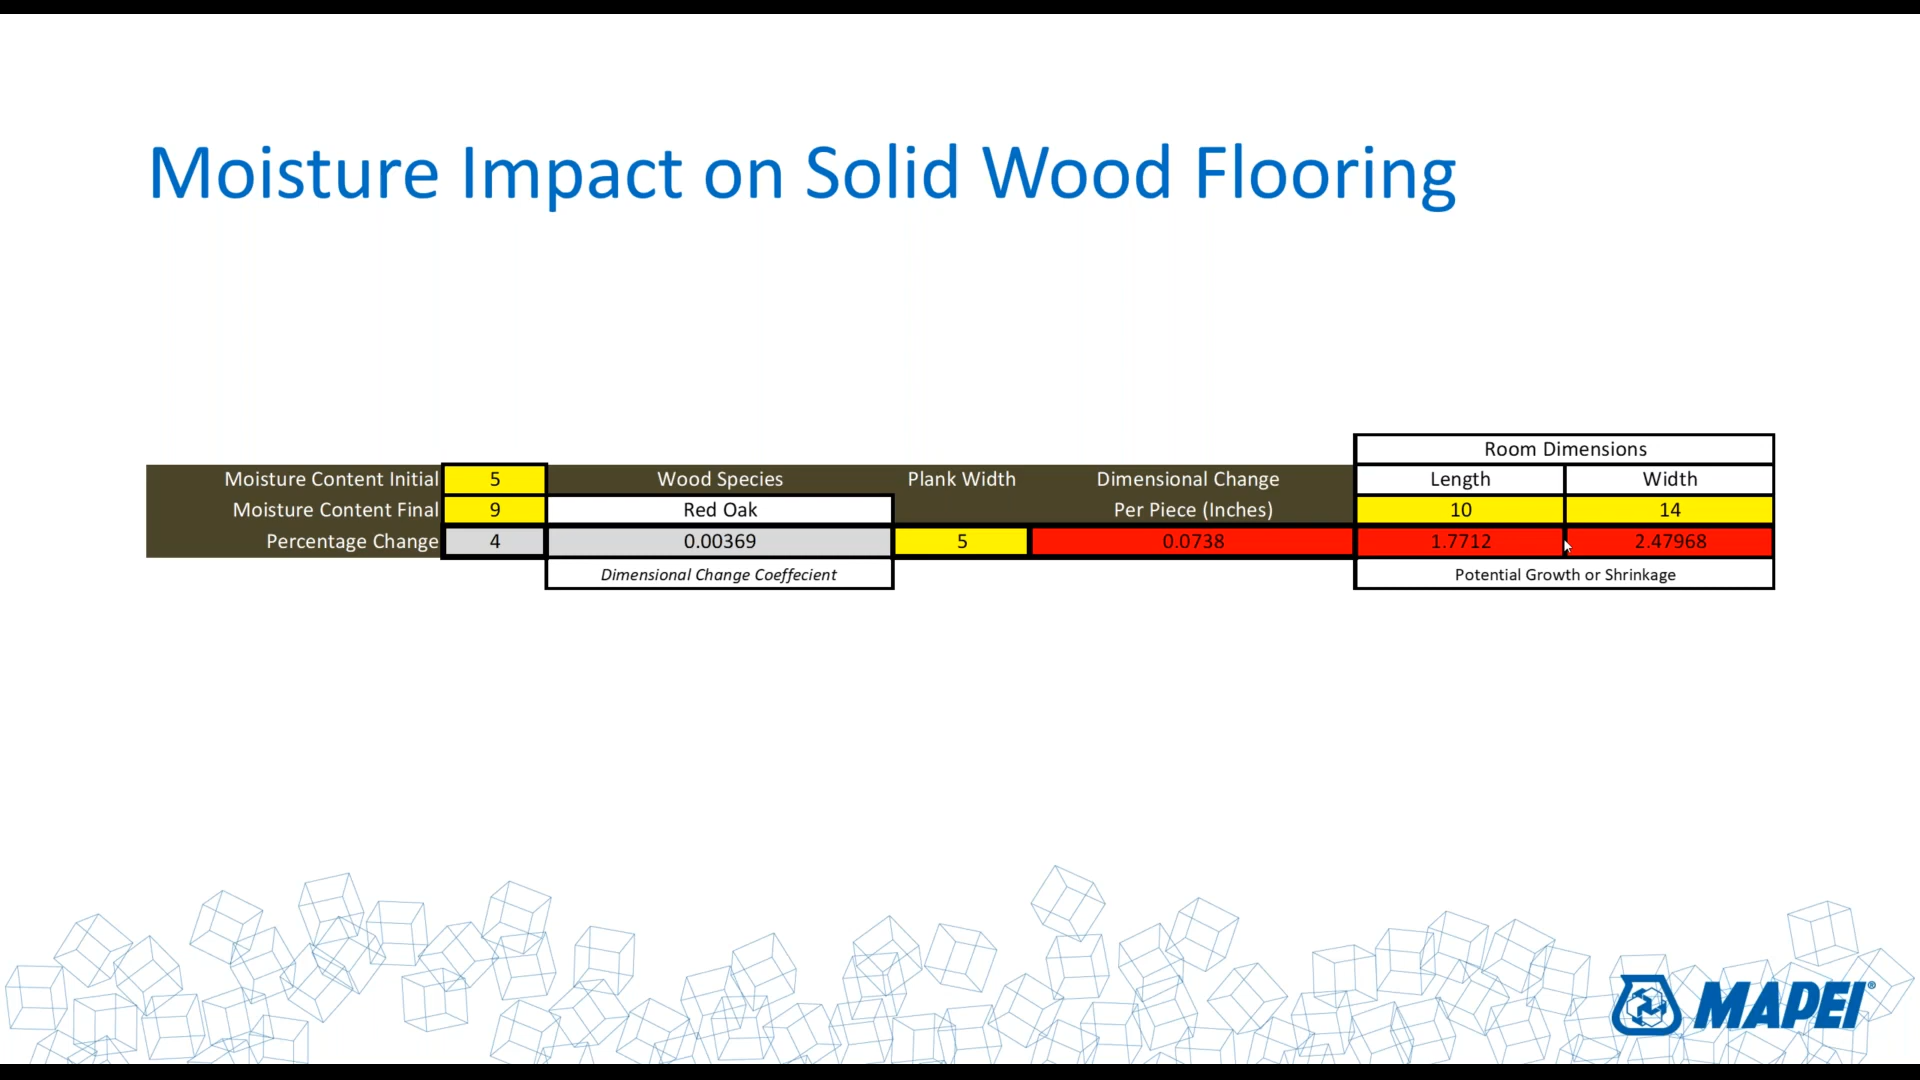 Moisture Impact on Solid Wood Flooring
Room Dimensions
Moisture Content Initial 5 Wood Species Plank Width Dimensional Change Length Width
Moisture Content Final 9 Red Oak Per Piece (Inches) 10 14
Percentage Change 4 0.00369 5 0.0738 1.7712 2.47968
Dimensional Change Coeffecient Potential Growth or Shrinkage
MAPEI®